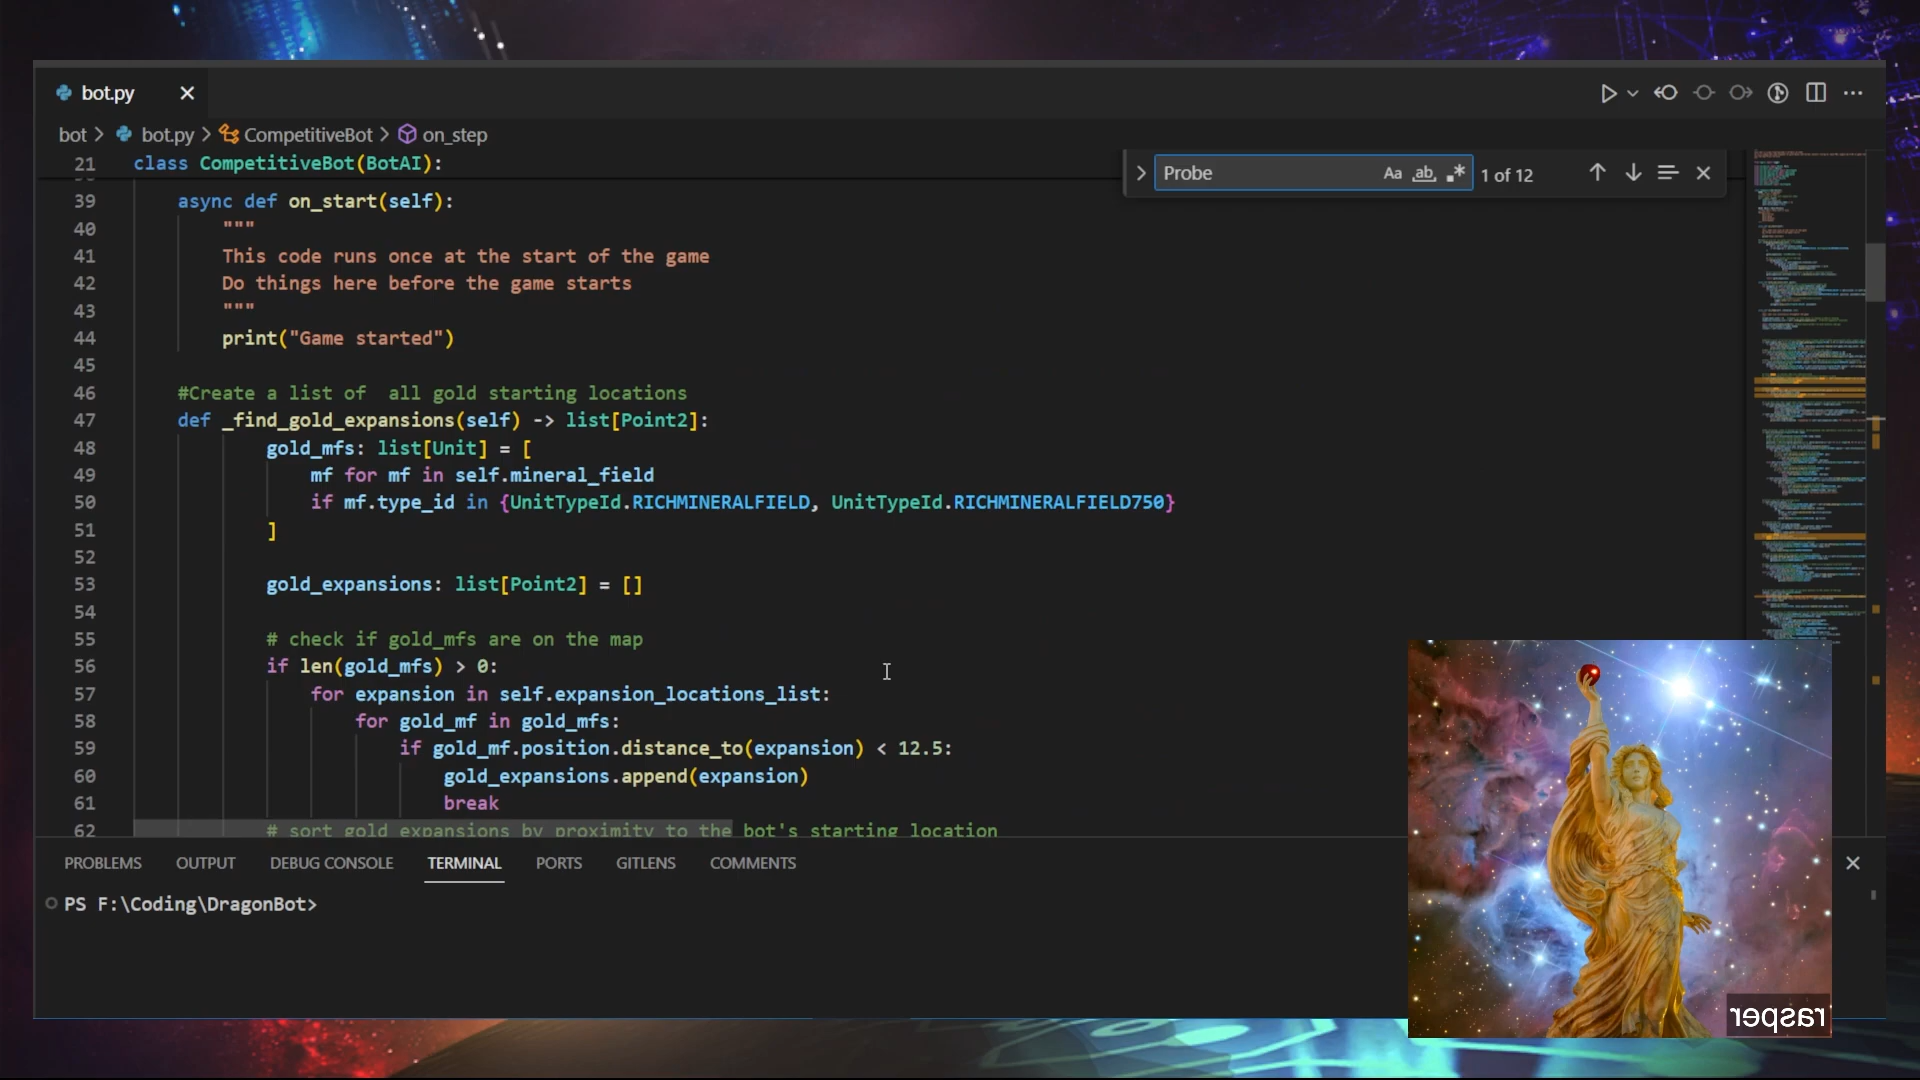 bot.py
bot > bot.py > CompetitiveBot > on_step
21 class CompetitiveBot(BotAI):
Probe Aa ab 1 of 12
39 async def on_start(self):
40 """
41 This code runs once at the start of the game
42 Do things here before the game starts
43 """
44 print("Game started")
45
46 #Create a list of  all gold starting locations
47 def _find_gold_expansions(self) -> list[Point2]:
48 gold_mfs: list[Unit] = [
49 mf for mf in self.mineral_field
50 if mf.type_id in {UnitTypeId.RICHMINERALFIELD, UnitTypeId.RICHMINERALFIELD750}
51 ]
52
53 gold_expansions: list[Point2] = []
54
55 # check if gold_mfs are on the map
56 if len(gold_mfs) > 0:
57 for expansion in self.expansion_locations_list:
58 for gold_mf in gold_mfs:
59 if gold_mf.position.distance_to(expansion) < 12.5:
60 gold_expansions.append(expansion)
61 break
62 # sort gold expansions by proximity to the bot's starting location
PROBLEMS OUTPUT DEBUG CONSOLE TERMINAL PORTS GITLENS COMMENTS
PS F:\Coding\DragonBot>
rasper